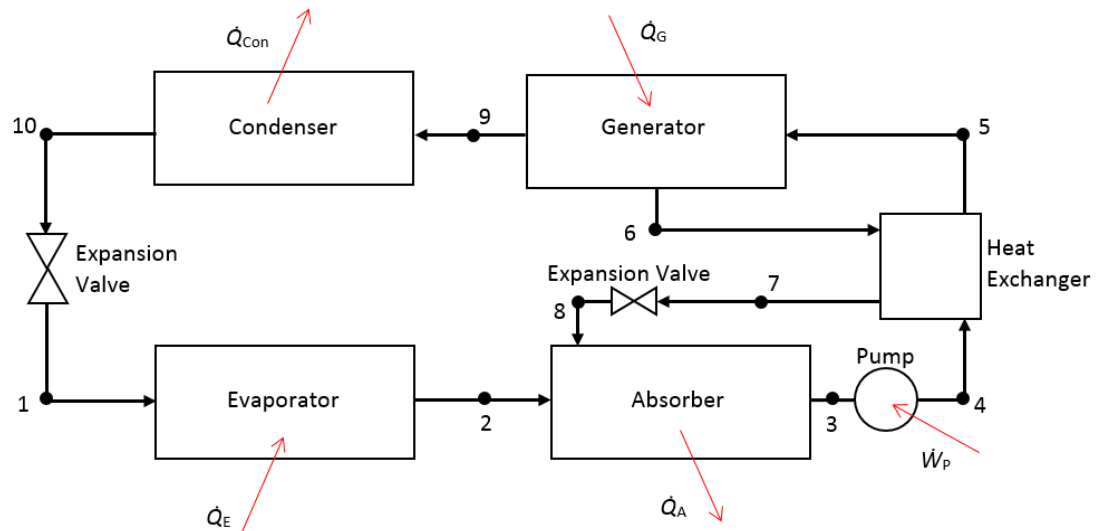 Q̇Con
Q̇G
10
Condenser
9
Generator
5
Expansion
Valve
6
Heat
Exchanger
Expansion Valve
7
8
Pump
1
Evaporator
2
Absorber
3
4
ẆP
Q̇E
Q̇A